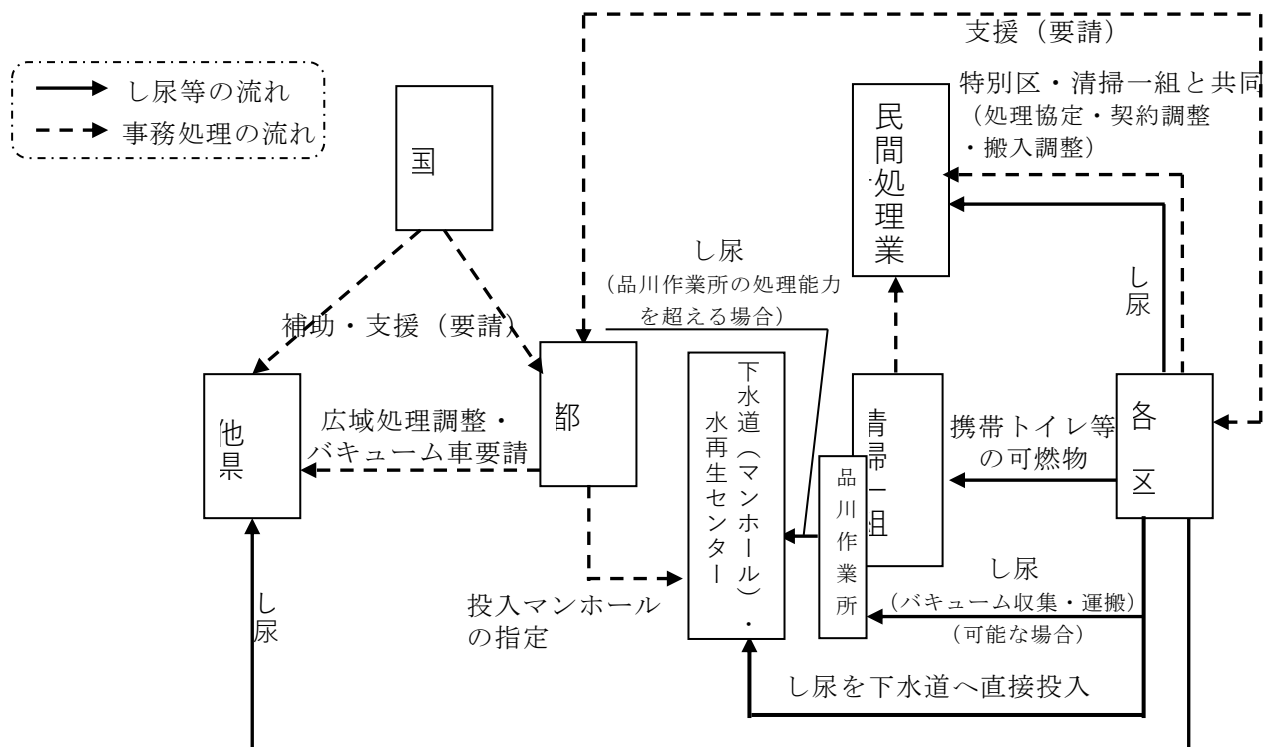 支援（要請）
特別区・清掃一組と共同
（処理協定・契約調整
・搬入調整）
し尿等の流れ
事務処理の流れ
国
民間処理業
し尿
（品川作業所の処理能力
を超える場合）
し尿
補助・支援（要請）
都
他県
広域処理調整・
バキューム車要請
下水道（マンホール）・
水再生センター
清掃一組
品川作業所
各区
携帯トイレ等
の可燃物
し尿
（バキューム収集・運搬）
（可能な場合）
投入マンホール
の指定
し尿
し尿を下水道へ直接投入